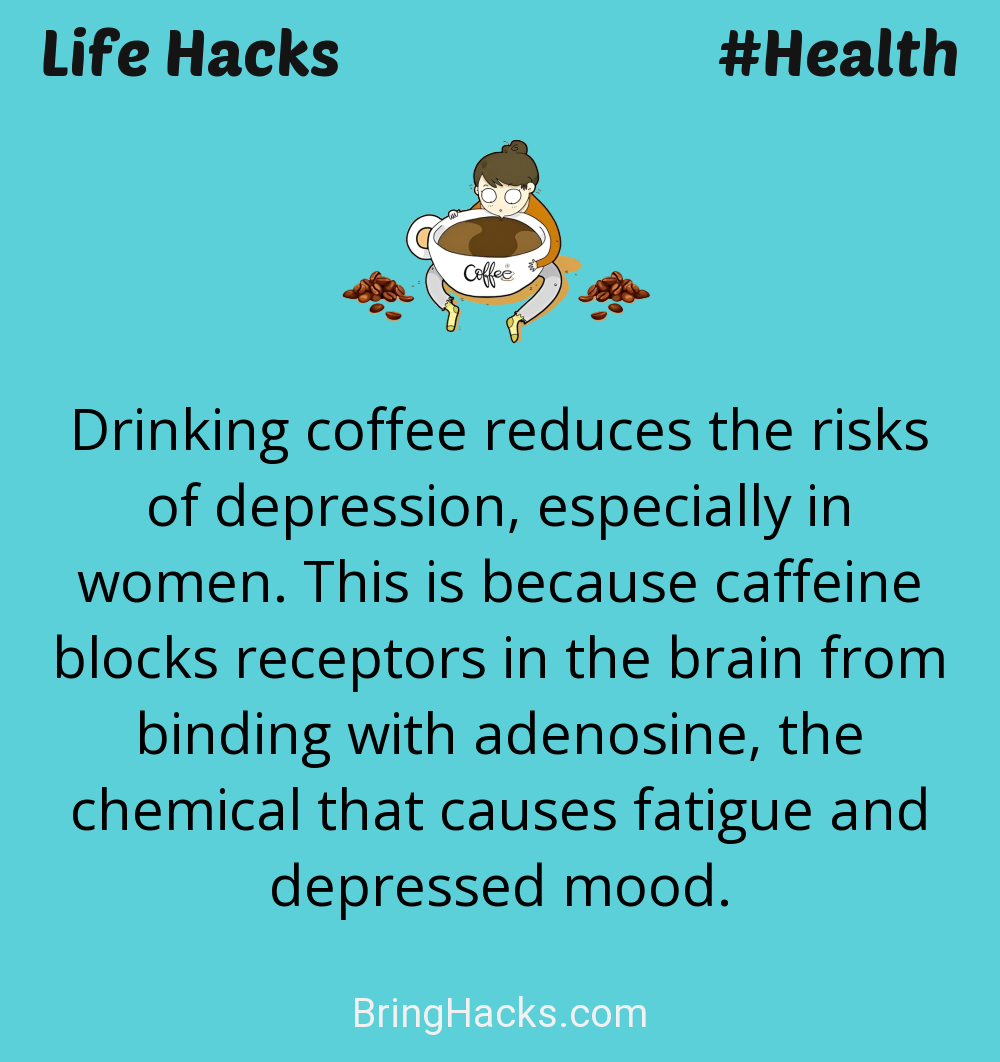 Life Hacks
#Health
Coffee
Drinking coffee reduces the risks
of depression, especially in
women. This is because caffeine
blocks receptors in the brain from
binding with adenosine, the
chemical that causes fatigue and
depressed mood.
BringHacks.com